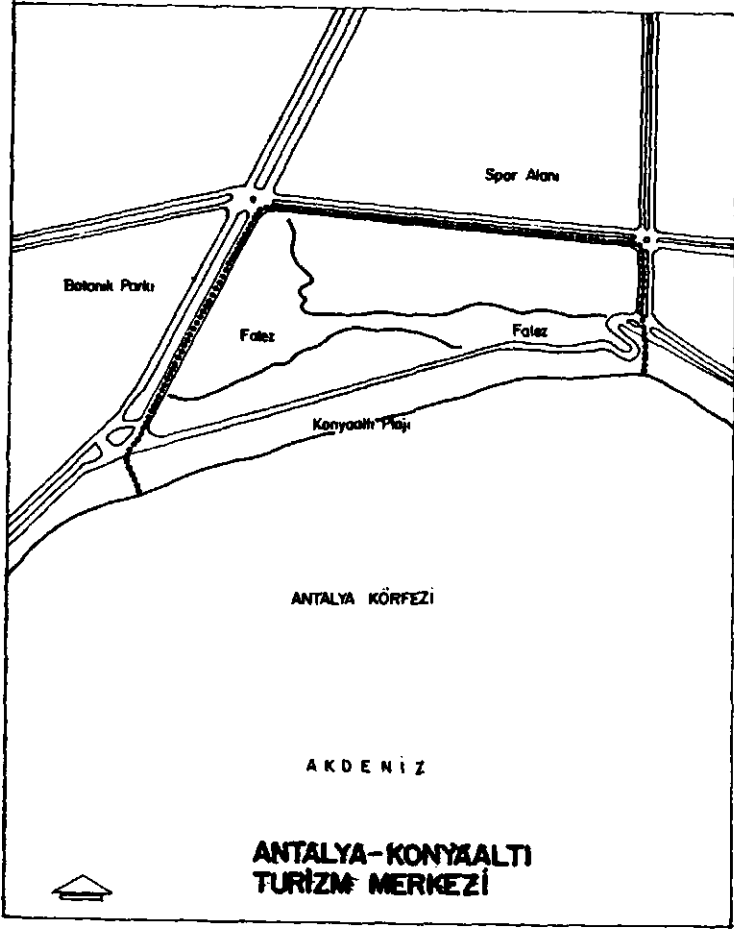 Spor Alanı
Botanik Parkı
Falez
Falez
Konyaaltı Plajı
ANTALYA KÖRFEZİ
AKDENİZ
ANTALYA-KONYAALTI
TURİZM MERKEZİ